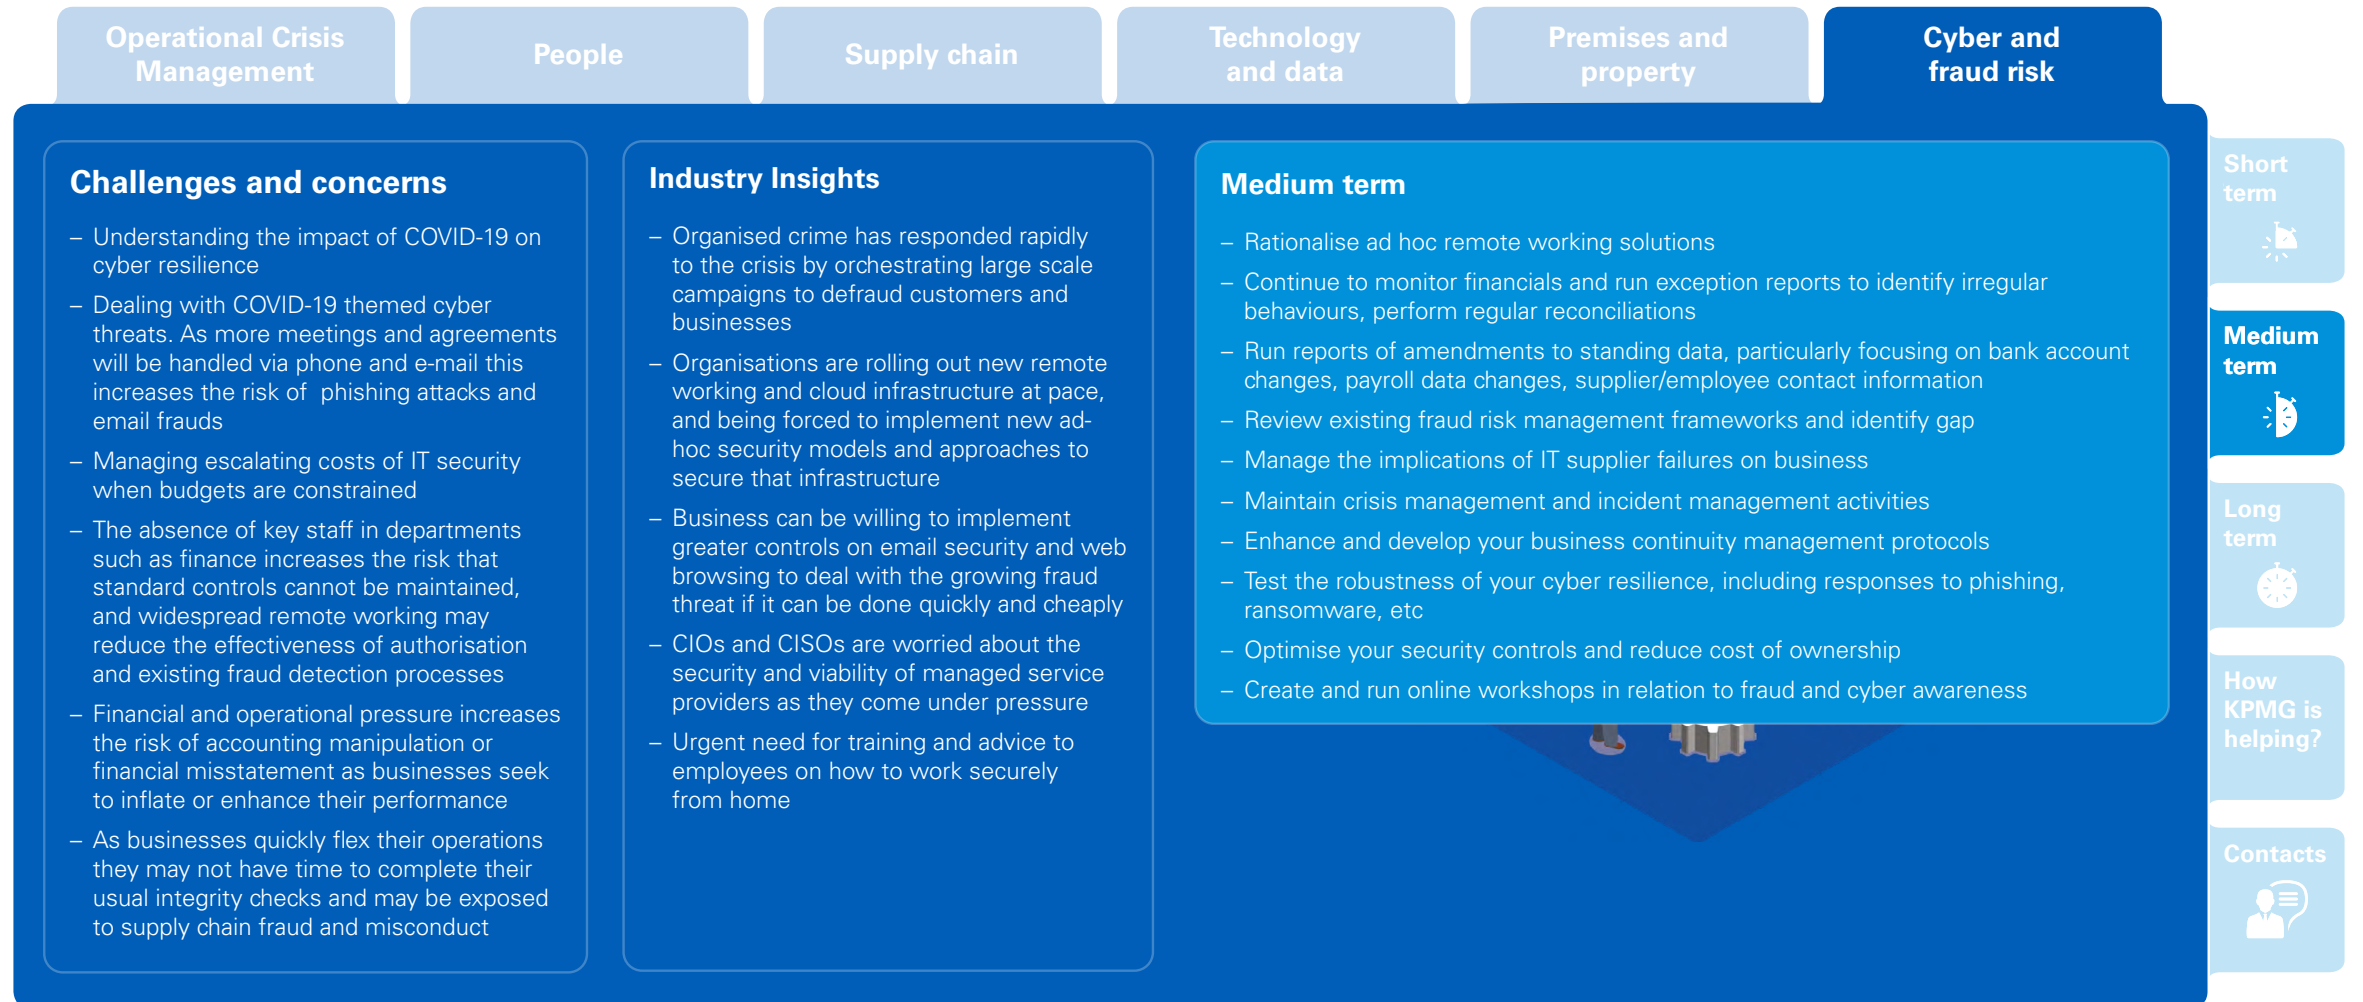 Operational Crisis
Management
People
Supply chain
Technology
and data
Premises and
property
Cyber and
fraud risk
Challenges and concerns
– Understanding the impact of COVID-19 on
cyber resilience
– Dealing with COVID-19 themed cyber
threats. As more meetings and agreements
will be handled via phone and e-mail this
increases the risk of  phishing attacks and
email frauds
– Managing escalating costs of IT security
when budgets are constrained
– The absence of key staff in departments
such as finance increases the risk that
standard controls cannot be maintained,
and widespread remote working may
reduce the effectiveness of authorisation
and existing fraud detection processes
– Financial and operational pressure increases
the risk of accounting manipulation or
financial misstatement as businesses seek
to inflate or enhance their performance
– As businesses quickly flex their operations
they may not have time to complete their
usual integrity checks and may be exposed
to supply chain fraud and misconduct
Industry Insights
– Organised crime has responded rapidly
to the crisis by orchestrating large scale
campaigns to defraud customers and
businesses
– Organisations are rolling out new remote
working and cloud infrastructure at pace,
and being forced to implement new ad-
hoc security models and approaches to
secure that infrastructure
– Business can be willing to implement
greater controls on email security and web
browsing to deal with the growing fraud
threat if it can be done quickly and cheaply
– CIOs and CISOs are worried about the
security and viability of managed service
providers as they come under pressure
– Urgent need for training and advice to
employees on how to work securely
from home
Medium term
– Rationalise ad hoc remote working solutions
– Continue to monitor financials and run exception reports to identify irregular
behaviours, perform regular reconciliations
– Run reports of amendments to standing data, particularly focusing on bank account
changes, payroll data changes, supplier/employee contact information
– Review existing fraud risk management frameworks and identify gap
– Manage the implications of IT supplier failures on business
– Maintain crisis management and incident management activities
– Enhance and develop your business continuity management protocols
– Test the robustness of your cyber resilience, including responses to phishing,
ransomware, etc
– Optimise your security controls and reduce cost of ownership
– Create and run online workshops in relation to fraud and cyber awareness
Short
term
Medium
term
Long
term
How
KPMG is
helping?
Contacts